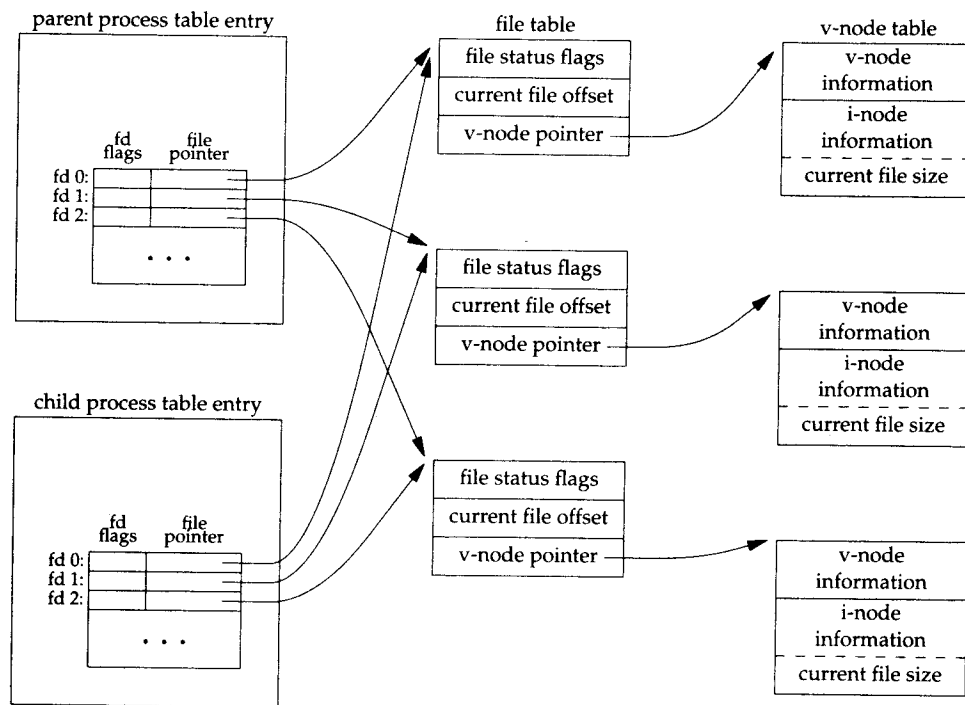 parent process table entry
fd
flags
file
pointer
fd 0:
fd 1:
fd 2:
• • •
child process table entry
fd
flags
file
pointer
fd 0:
fd 1:
fd 2:
• • •
file table
file status flags
current file offset
v-node pointer
file status flags
current file offset
v-node pointer
file status flags
current file offset
v-node pointer
v-node table
v-node
information
i-node
information
current file size
v-node
information
i-node
information
current file size
v-node
information
i-node
information
current file size